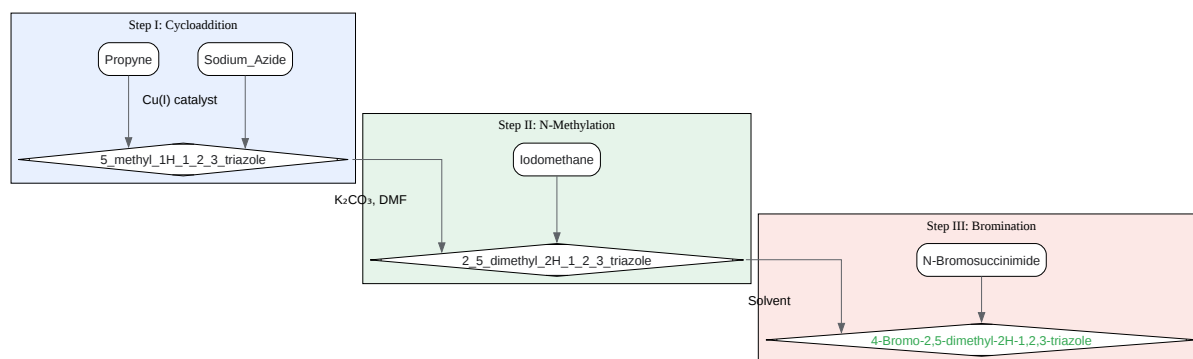 Step I: Cycloaddition
Propyne
Sodium_Azide
Cu(I) catalyst
5_methyl_1H_1_2_3_triazole
Step II: N-Methylation
Iodomethane
K₂CO₃, DMF
2_5_dimethyl_2H_1_2_3_triazole
Step III: Bromination
N-Bromosuccinimide
Solvent
4-Bromo-2,5-dimethyl-2H-1,2,3-triazole